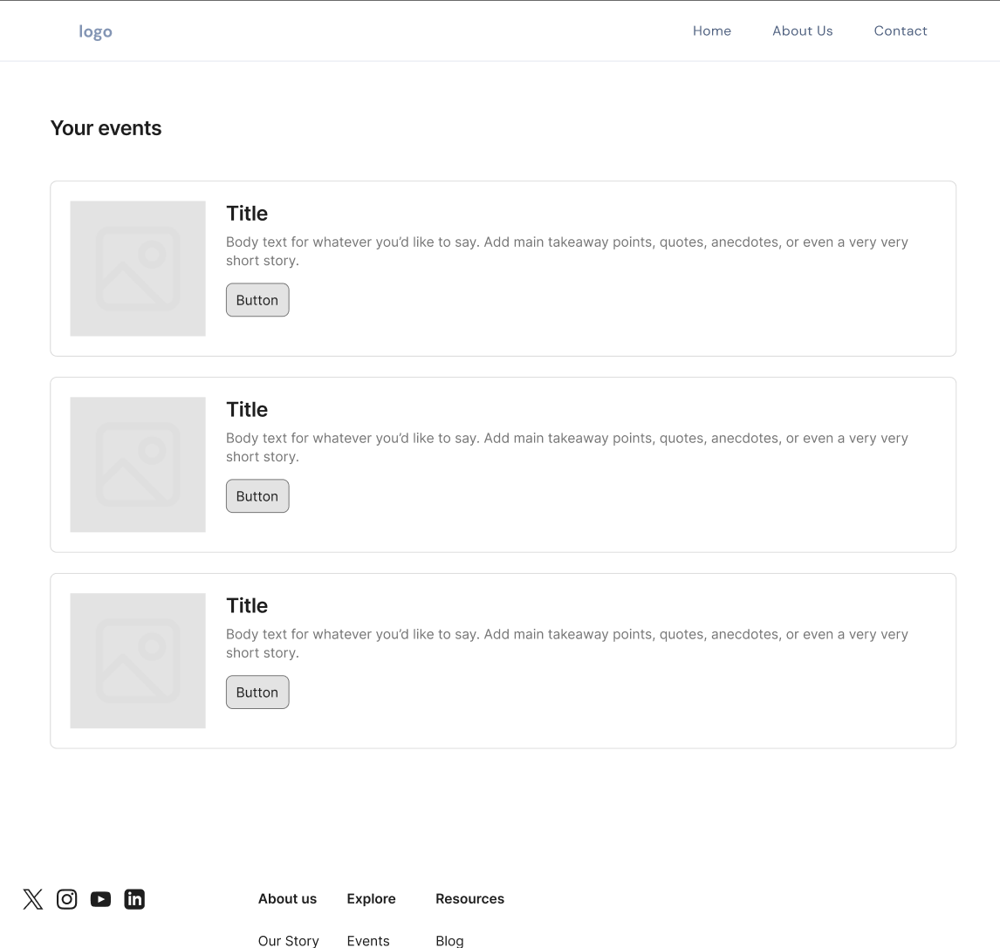 logo
Home
About Us
Contact
Your events
Title
Body text for whatever you’d like to say. Add main takeaway points, quotes, anecdotes, or even a very very
short story.
Button
Title
Body text for whatever you’d like to say. Add main takeaway points, quotes, anecdotes, or even a very very
short story.
Button
Title
Body text for whatever you’d like to say. Add main takeaway points, quotes, anecdotes, or even a very very
short story.
Button
About us
Explore
Resources
Our Story
Events
Blog